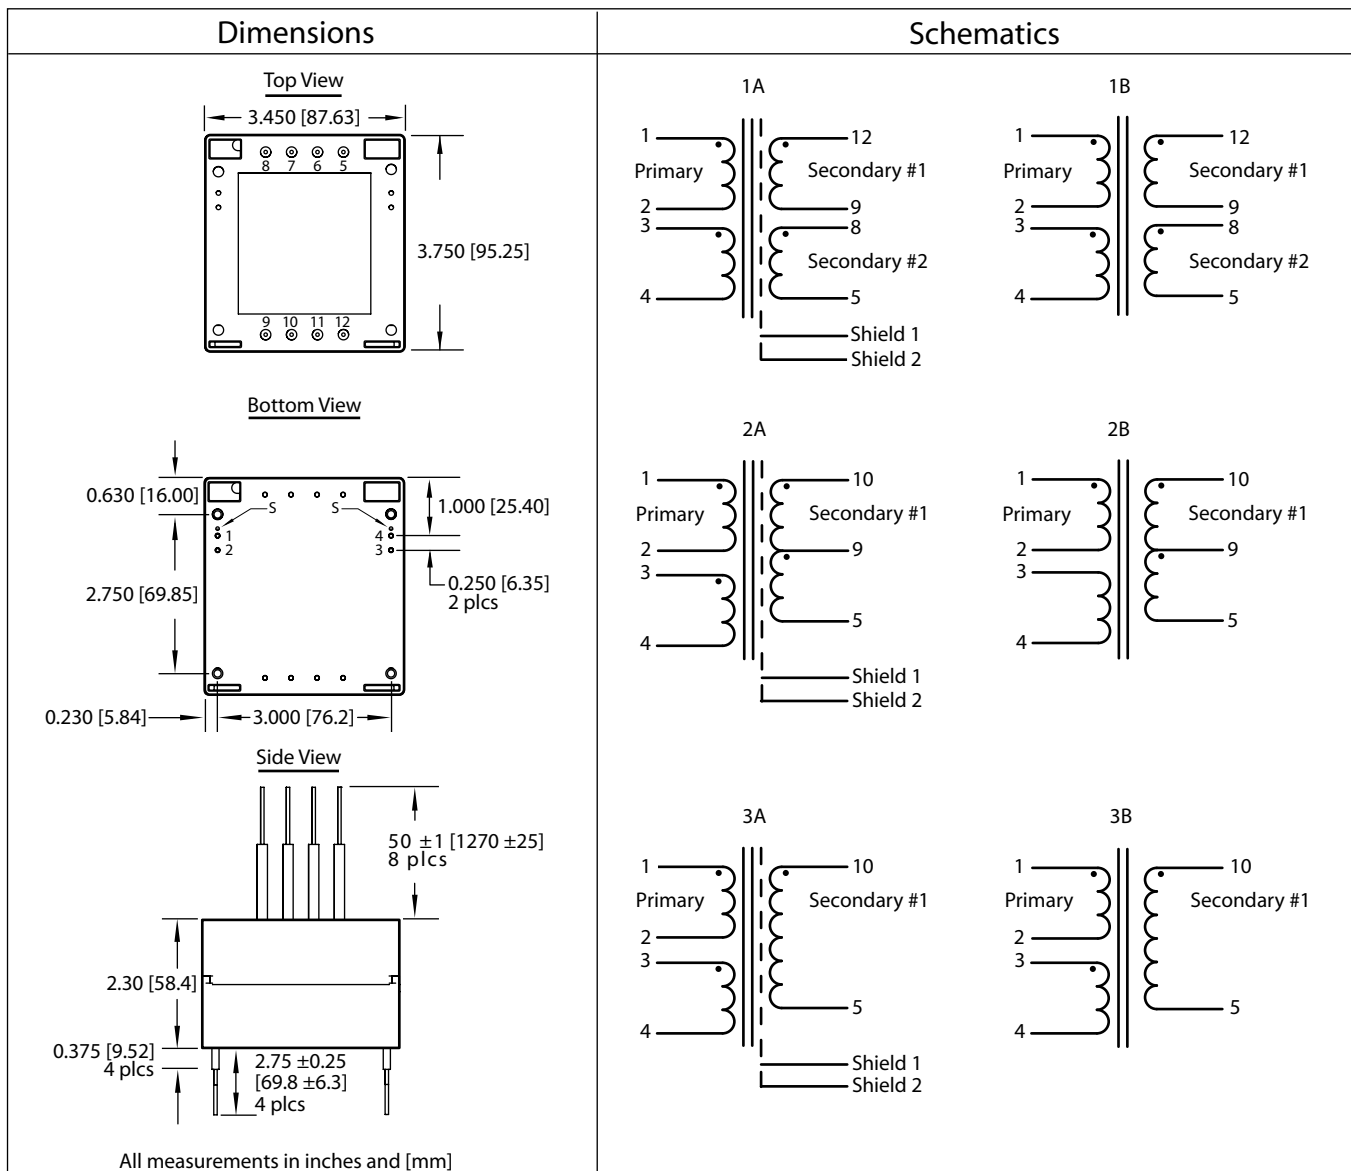 Dimensions
Schematics
Top View
3.450 [87.63]
8 7 6 5
3.750 [95.25]
9 10 11 12
Bottom View
0.630 [16.00]
S S
1.000 [25.40]
1 4
2 3
2.750 [69.85]
0.250 [6.35]
2 plcs
0.230 [5.84]
3.000 [76.2]
Side View
50 ±1 [1270 ±25]
8 plcs
2.30 [58.4]
0.375 [9.52]
4 plcs
2.75 ±0.25
[69.8 ±6.3]
4 plcs
All measurements in inches and [mm]
1A
1 12
Primary Secondary #1
2 9
3 8
Secondary #2
4 5
Shield 1
Shield 2
1B
1 12
Primary Secondary #1
2 9
3 8
Secondary #2
4 5
2A
1 10
Primary Secondary #1
2 9
3
4 5
Shield 1
Shield 2
2B
1 10
Primary Secondary #1
2 9
3
4 5
3A
1 10
Primary Secondary #1
2
3
4 5
Shield 1
Shield 2
3B
1 10
Primary Secondary #1
2
3
4 5